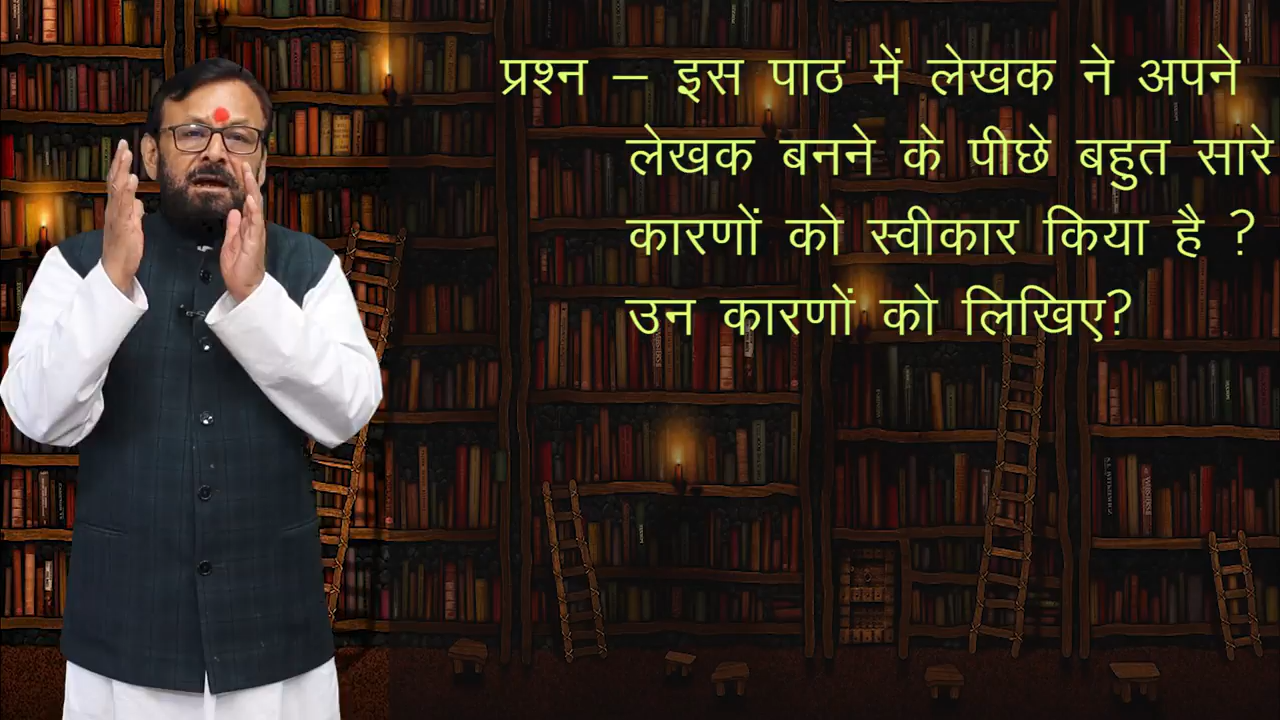 प्रश्न – इस पाठ में लेखक ने अपने
लेखक बनने के पीछे बहुत सारे
कारणों को स्वीकार किया है ?
उन कारणों को लिखिए?